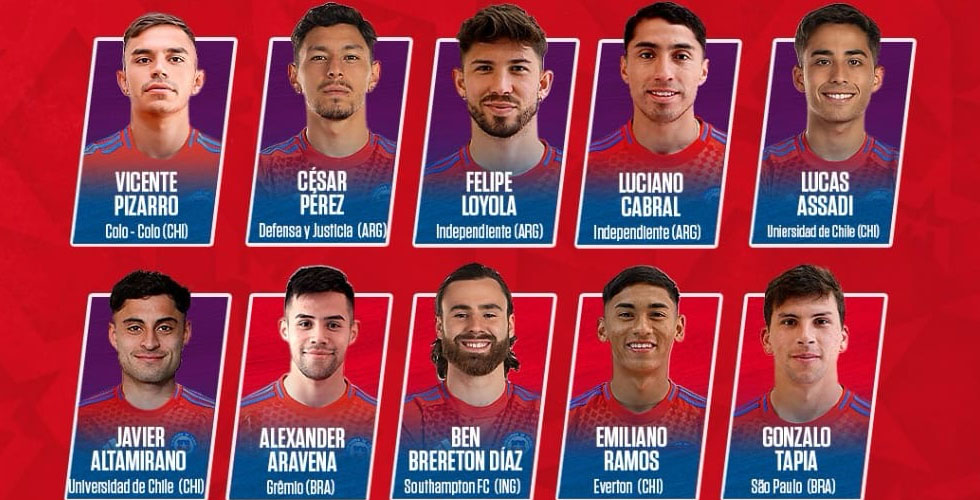 VICENTE
PIZARRO
Colo - Colo (CHI)
CÉSAR
PÉREZ
Defensa y Justicia (ARG)
FELIPE
LOYOLA
Independiente (ARG)
LUCIANO
CABRAL
Independiente (ARG)
LUCAS
ASSADI
Uniersidad de Chile (CHI)
JAVIER
ALTAMIRANO
Universidad de Chile (CHI)
ALEXANDER
ARAVENA
Grêmio (BRA)
BEN
BRERETON DÍAZ
Southampton FC (ING)
EMILIANO
RAMOS
Everton (CHI)
GONZALO
TAPIA
São Paulo (BRA)